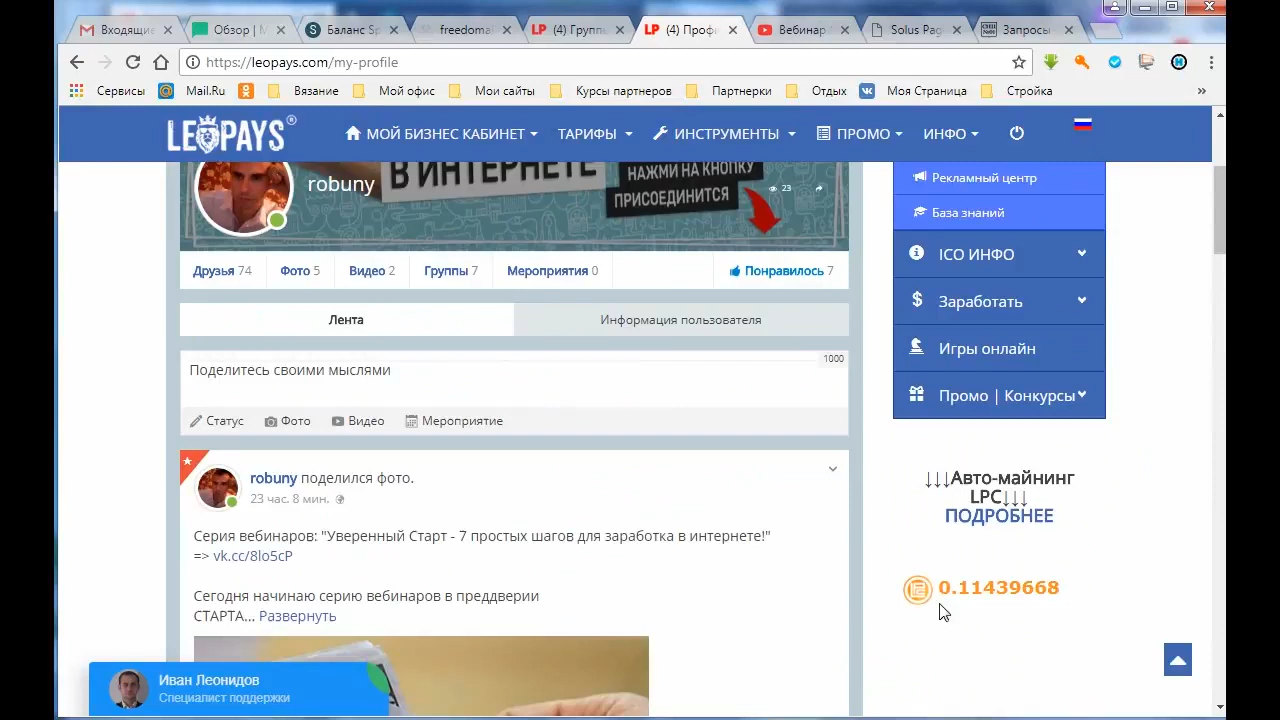 Входящие
Обзор | M
Баланс Sp
freedomai
LP (4) Групп
LP (4) Проф
Вебинар
Solus Pag
Запросы
https://leopays.com/my-profile
Сервисы
Mail.Ru
Вязание
Мой офис
Мои сайты
Курсы партнеров
Партнерки
Отдых
Моя Страница
Стройка
»
LEOPAYS®
МОЙ БИЗНЕС КАБИНЕТ
ТАРИФЫ
ИНСТРУМЕНТЫ
ПРОМО
ИНФО
robuny
В ИНТЕРНЕТЕ
НАЖМИ НА КНОПКУ
ПРИСОЕДИНИТСЯ
23
Друзья 74
Фото 5
Видео 2
Группы 7
Мероприятия 0
Понравилось 7
Лента
Информация пользователя
Поделитесь своими мыслями
1000
Статус
Фото
Видео
Мероприятие
robuny поделился фото.
23 час. 8 мин.
Серия вебинаров: "Уверенный Старт - 7 простых шагов для заработка в интернете!"
=> vk.cc/8lo5cP
Сегодня начинаю серию вебинаров в преддверии
СТАРТА... Развернуть
Рекламный центр
База знаний
ICO ИНФО
Заработать
Игры онлайн
Промо | Конкурсы
↓↓↓Авто-майнинг
LPC↓↓↓
ПОДРОБНЕЕ
0.11439668
Иван Леонидов
Специалист поддержки